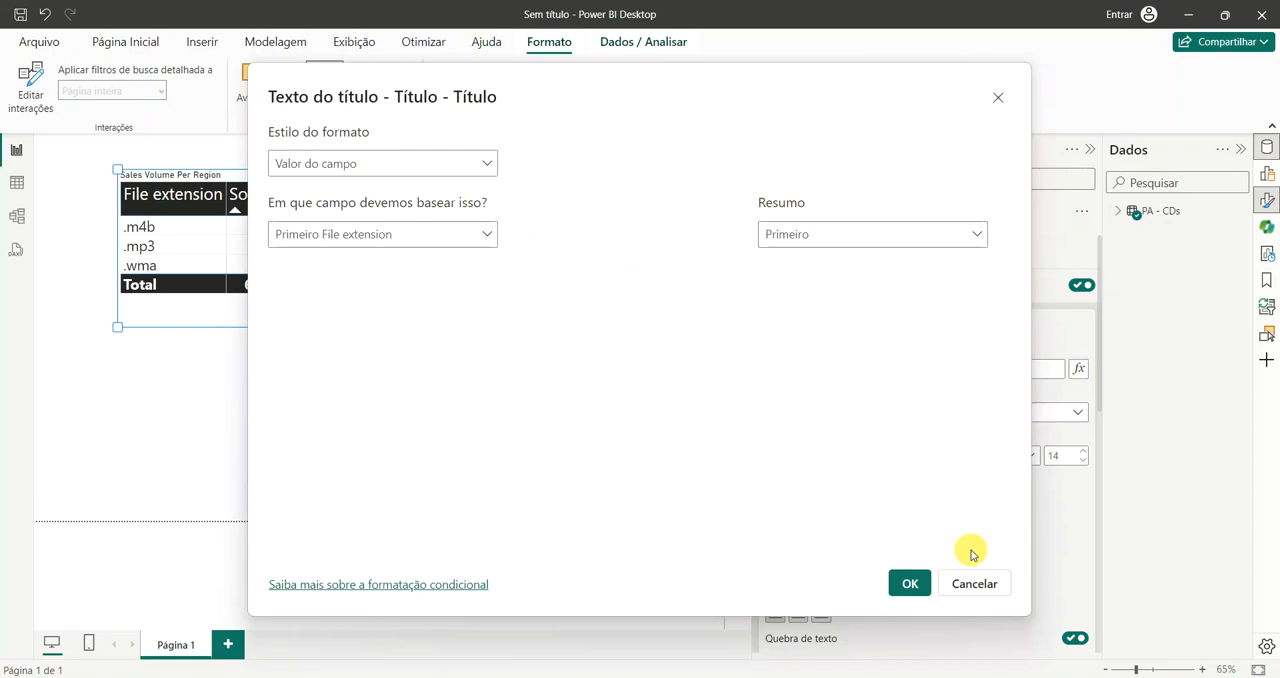 Sem título - Power BI Desktop
Entrar
Arquivo Página Inicial Inserir Modelagem Exibição Otimizar Ajuda Formato Dados / Analisar
Compartilhar
Editar interações
Aplicar filtros de busca detalhada a
Página inteira
Av
Interações
Texto do título - Título - Título
Estilo do formato
Valor do campo
Em que campo devemos basear isso?
Primeiro File extension
Resumo
Primeiro
Saiba mais sobre a formatação condicional
OK
Cancelar
Sales Volume Per Region
File extension So
.m4b
.mp3
.wma
Total
Dados
Pesquisar
PA - CDs
fx
14
DAX
Quebra de texto
Página 1
Página 1 de 1
- + 65%